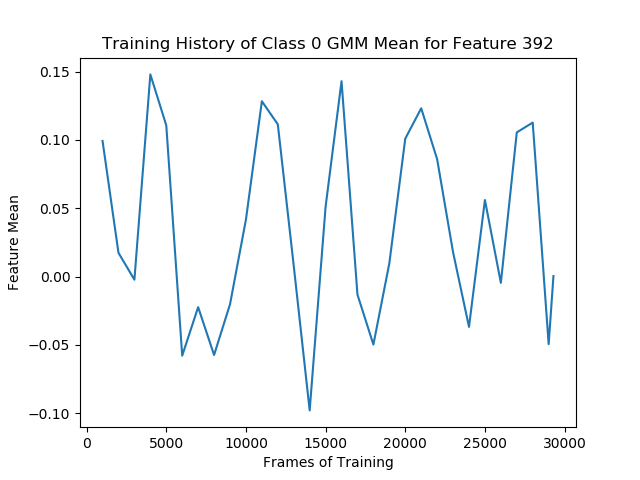 Training History of Class 0 GMM Mean for Feature 392
0.15
0.10
0.05
0.00
−0.05
−0.10
Feature Mean
0 5000 10000 15000 20000 25000 30000
Frames of Training